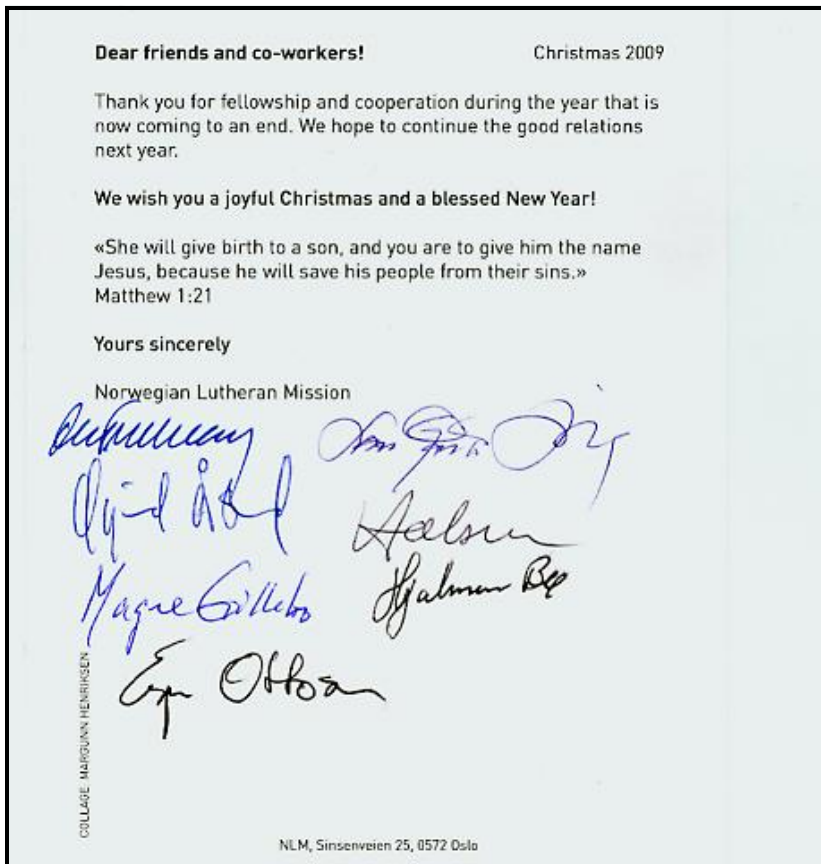 Dear friends and co-workers! Christmas 2009
Thank you for fellowship and cooperation during the year that is
now coming to an end. We hope to continue the good relations
next year.
We wish you a joyful Christmas and a blessed New Year!
«She will give birth to a son, and you are to give him the name
Jesus, because he will save his people from their sins.»
Matthew 1:21
Yours sincerely
Norwegian Lutheran Mission
Øyvind Åsland
Magne
Hjalmar Bø
Ottosen
COLLAGE MARGUNN HENRIKSEN
NLM, Sinsenveien 25, 0572 Oslo